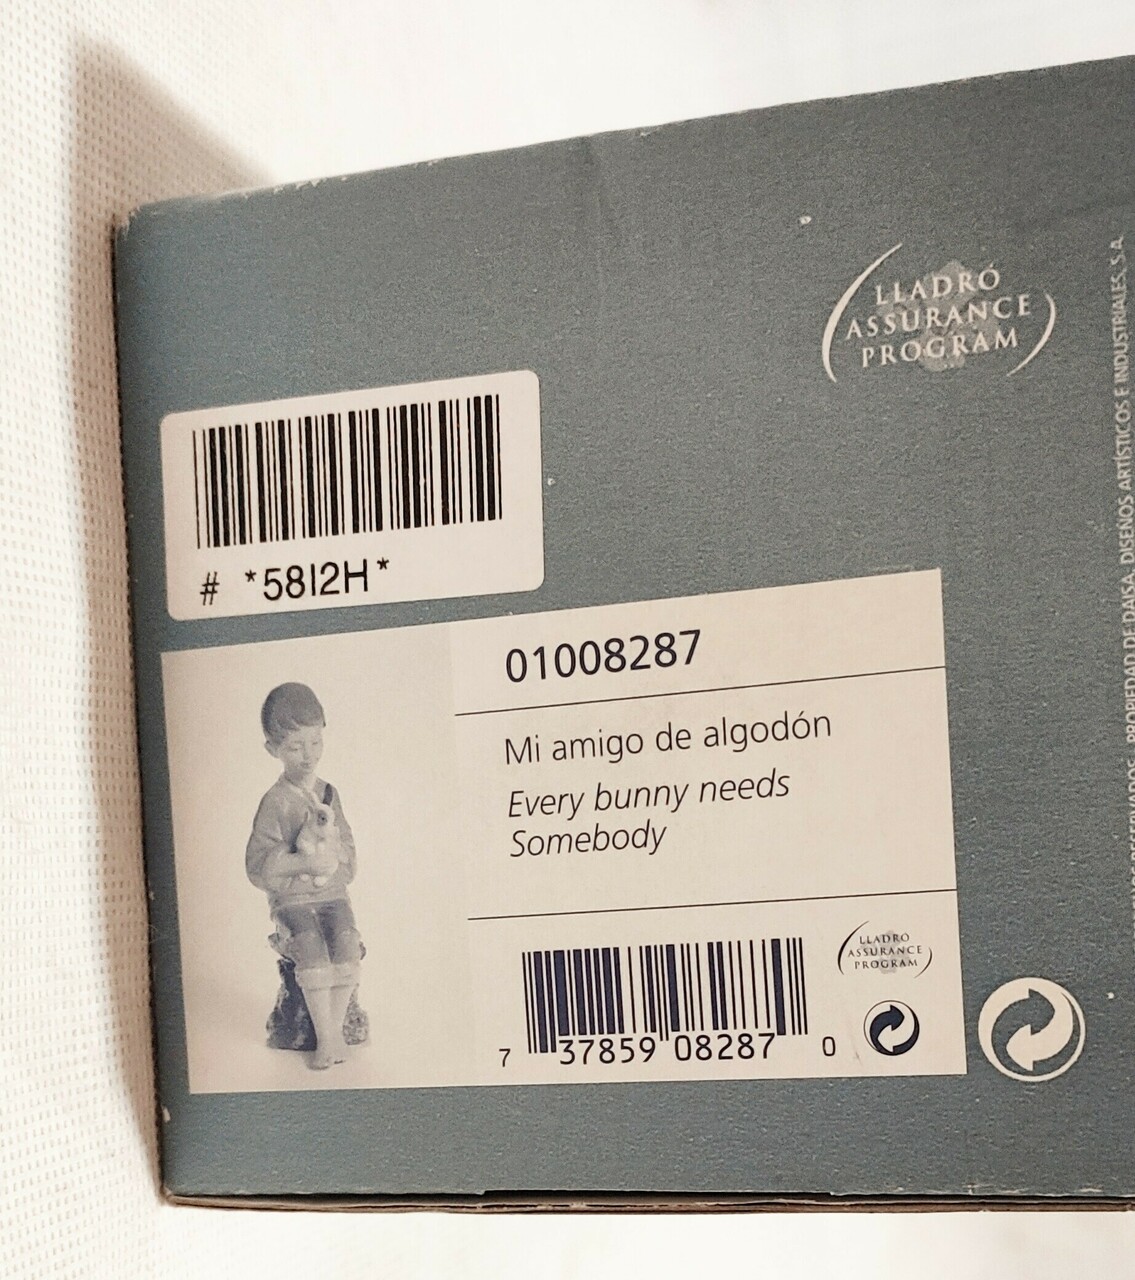 LLADRÓ
ASSURANCE
PROGRAM
# *58I2H*
01008287
Mi amigo de algodón
Every bunny needs
Somebody
LLADRÓ
ASSURANCE
PROGRAM
7 37859 08287 0
PROPIEDAD DE DAISA. DISEÑOS ARTÍSTICOS E INDUSTRIALES, S.A.